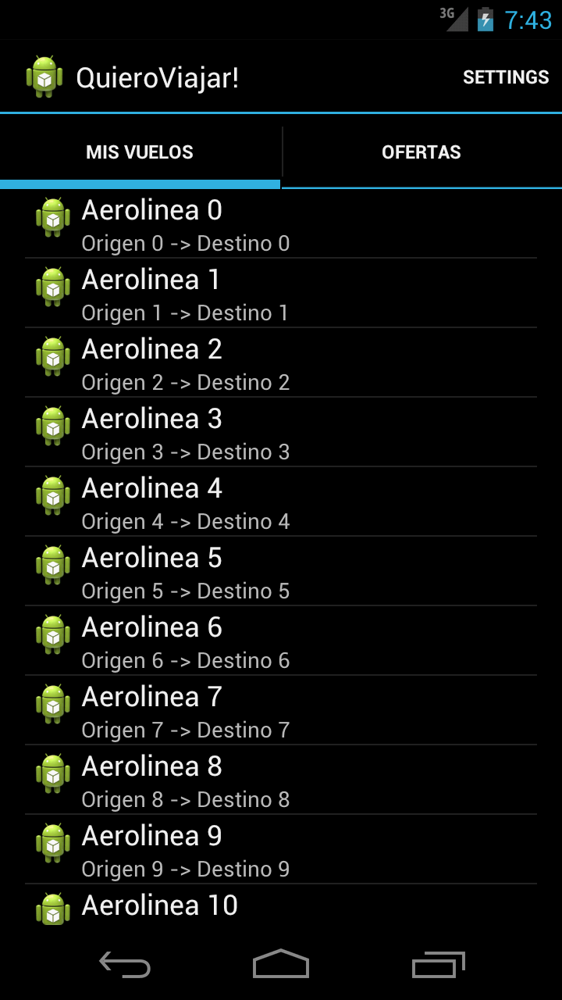 3G 7:43
QuieroViajar! SETTINGS
MIS VUELOS OFERTAS
Aerolinea 0
Origen 0 -> Destino 0
Aerolinea 1
Origen 1 -> Destino 1
Aerolinea 2
Origen 2 -> Destino 2
Aerolinea 3
Origen 3 -> Destino 3
Aerolinea 4
Origen 4 -> Destino 4
Aerolinea 5
Origen 5 -> Destino 5
Aerolinea 6
Origen 6 -> Destino 6
Aerolinea 7
Origen 7 -> Destino 7
Aerolinea 8
Origen 8 -> Destino 8
Aerolinea 9
Origen 9 -> Destino 9
Aerolinea 10